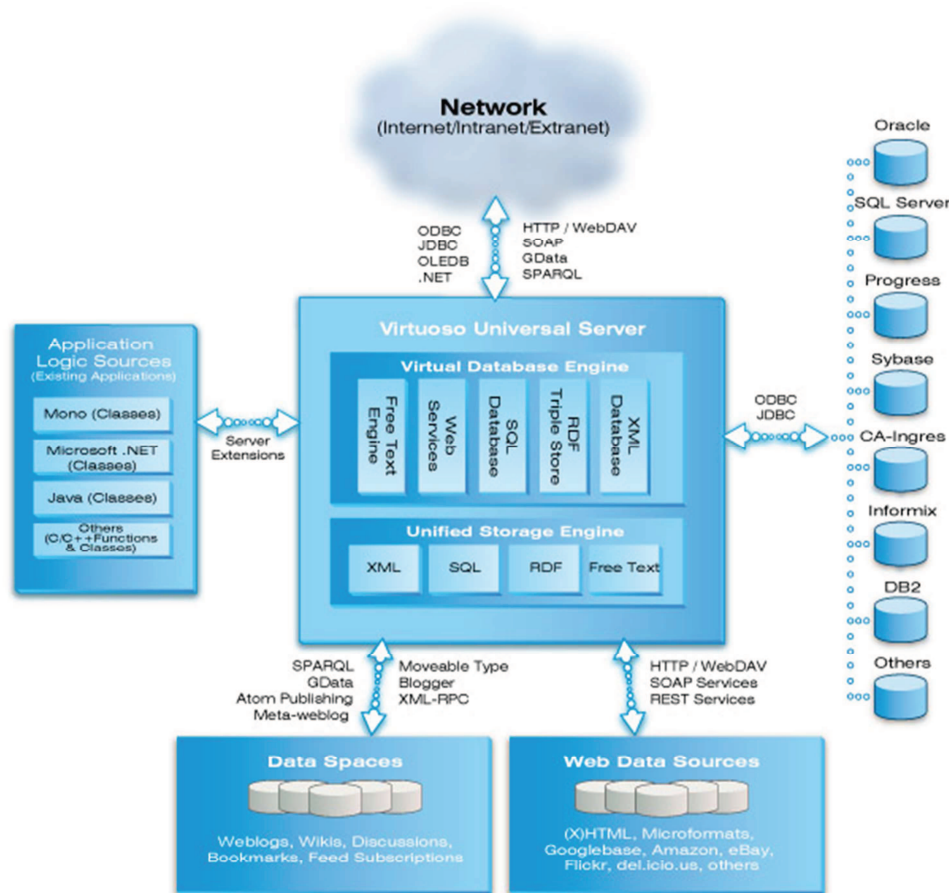 Network
(Internet/Intranet/Extranet)
ODBC
JDBC
OLEDB
.NET
HTTP / WebDAV
SOAP
GData
SPARQL
Virtuoso Universal Server
Virtual Database Engine
Free Text
Engine
Web
Services
SQL
Database
RDF
Triple Store
XML
Database
Unified Storage Engine
XML
SQL
RDF
Free Text
Application
Logic Sources
(Existing Applications)
Mono (Classes)
Microsoft .NET
(Classes)
Java (Classes)
Others
(C/C++Functions
& Classes)
Server
Extensions
ODBC
JDBC
Oracle
SQL Server
Progress
Sybase
CA-Ingres
Informix
DB2
Others
SPARQL
GData
Atom Publishing
Meta-weblog
Moveable Type
Blogger
XML-RPC
HTTP / WebDAV
SOAP Services
REST Services
Data Spaces
Weblogs, Wikis, Discussions,
Bookmarks, Feed Subscriptions
Web Data Sources
(X)HTML, Microformats,
Googlebase, Amazon, eBay,
Flickr, del.icio.us, others